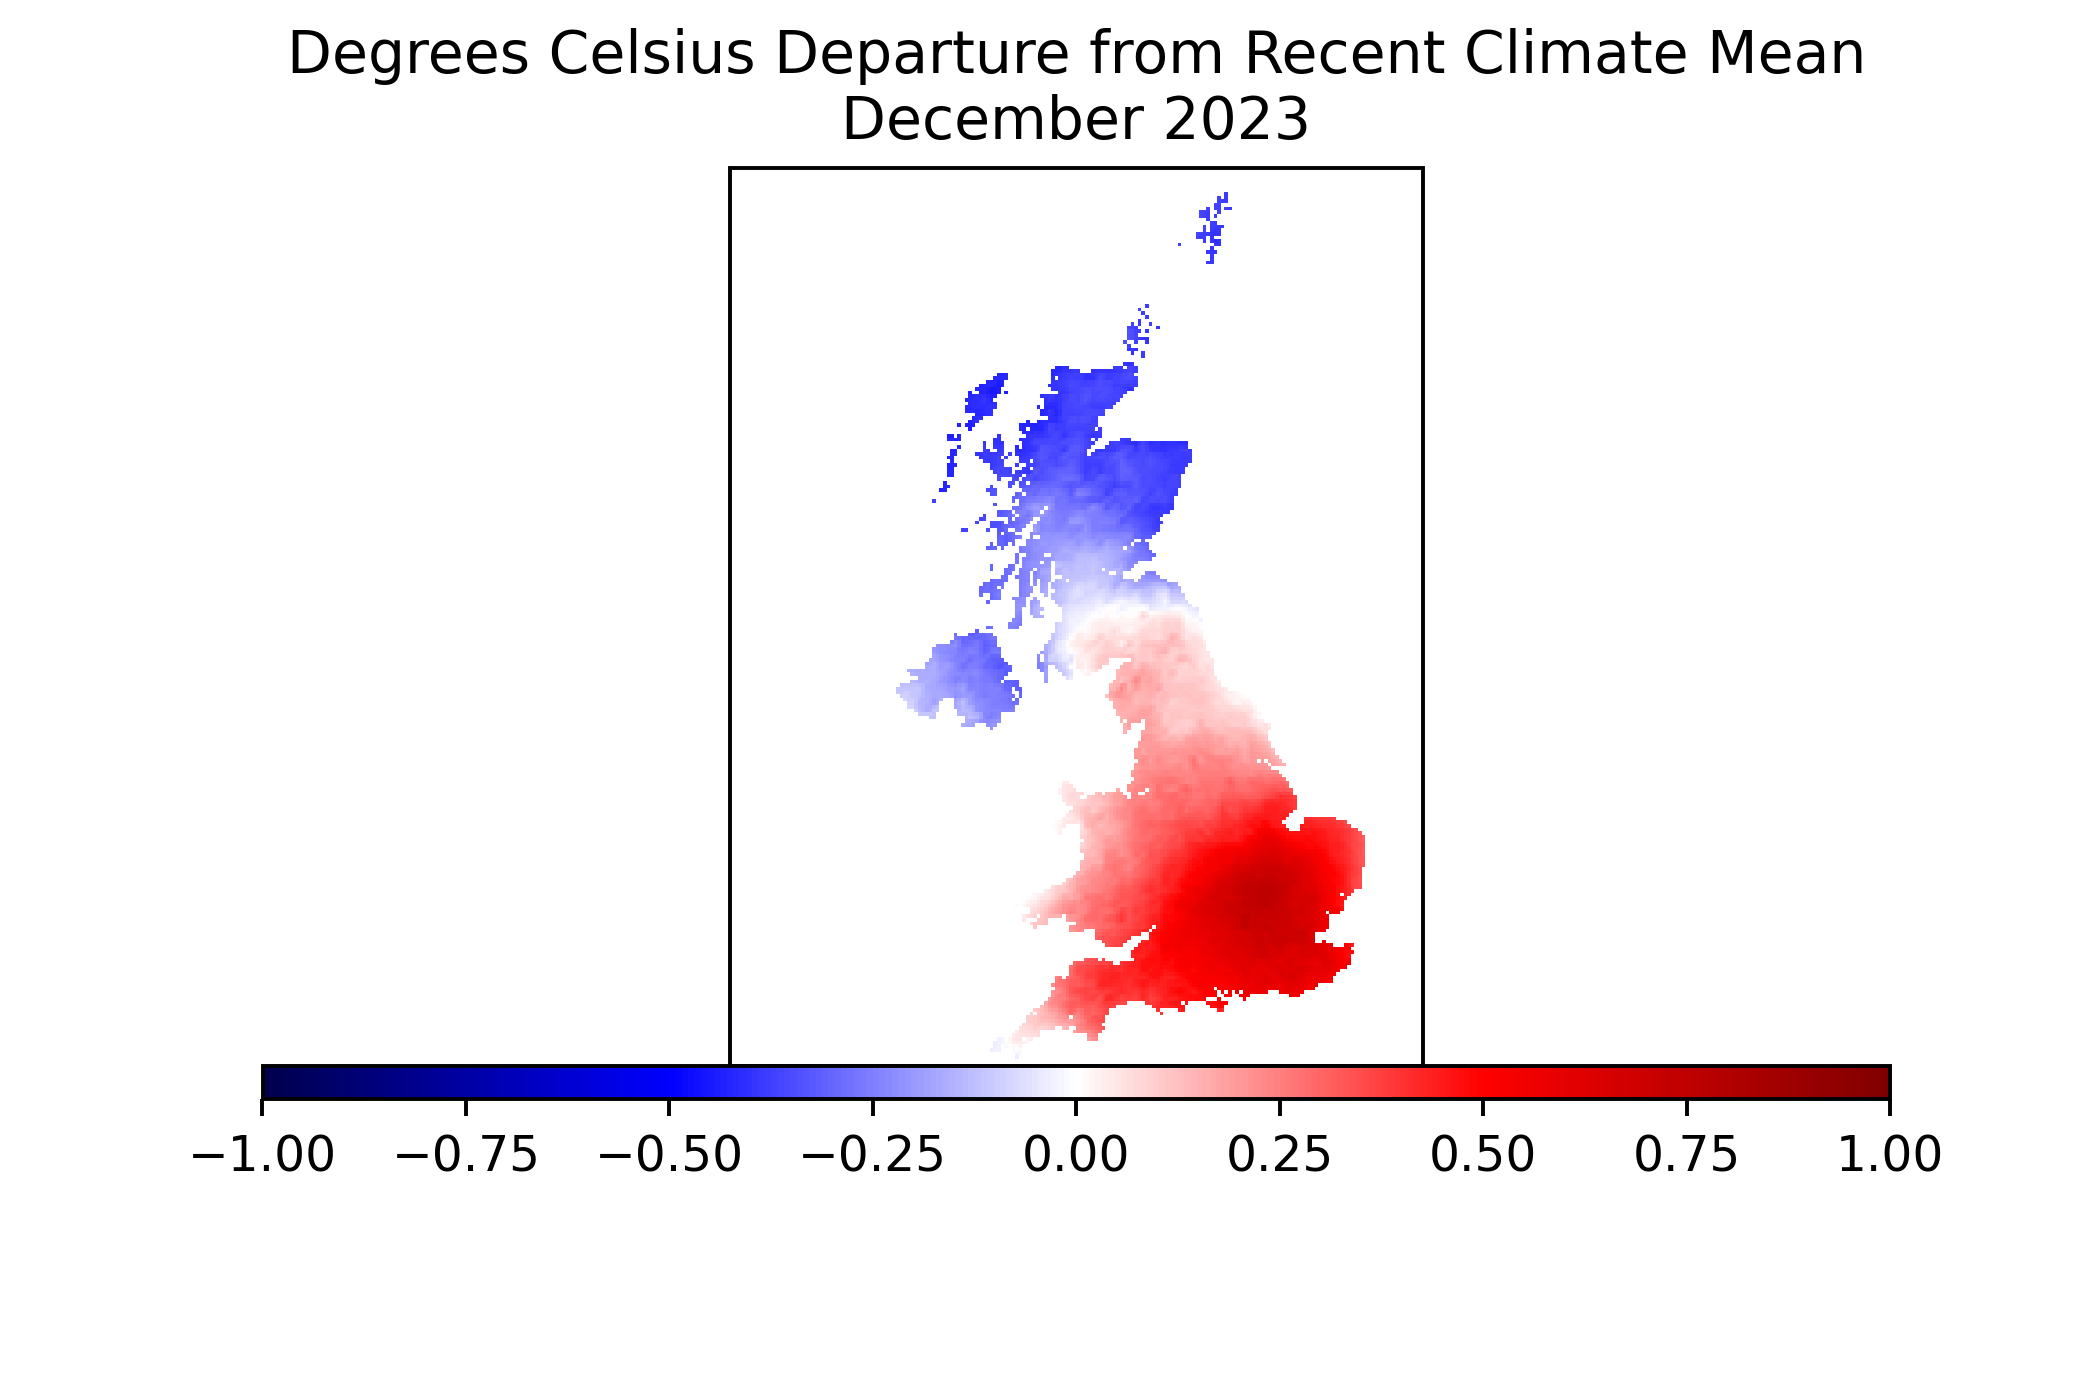 Degrees Celsius Departure from Recent Climate Mean
December 2023
−1.00 −0.75 −0.50 −0.25 0.00 0.25 0.50 0.75 1.00